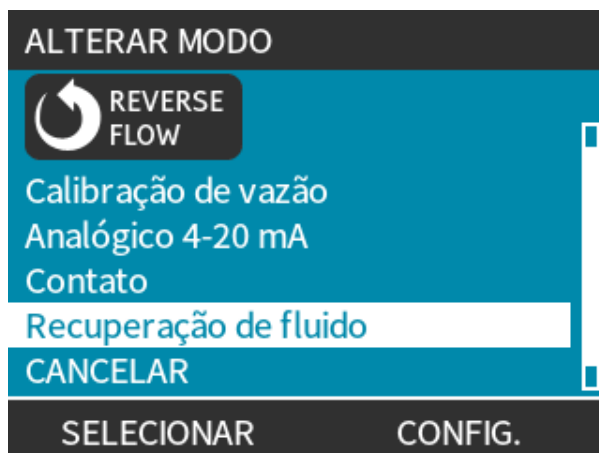 ALTERAR MODO
REVERSE
FLOW
Calibração de vazão
Analógico 4-20 mA
Contato
Recuperação de fluido
CANCELAR
SELECIONAR CONFIG.